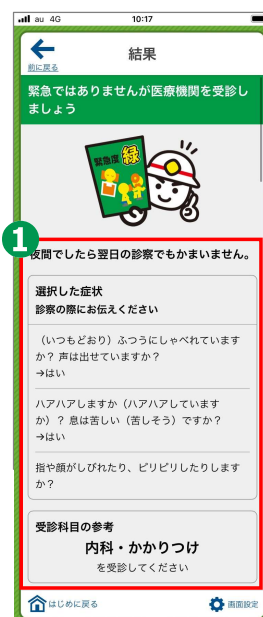 au 4G 10:17
前に戻る
結果
緊急ではありませんが医療機関を受診し
ましょう
緊急度 緑
1
夜間でしたら翌日の診察でもかまいません。
選択した症状
診察の際にお伝えください
（いつもどおり）ふつうにしゃべれています
か？ 声は出せていますか？
→はい
ハアハアしますか（ハアハアしています
か）？ 息は苦しい（苦しそう）ですか？
→はい
指や顔がしびれたり、ピリピリしたりします
か？
受診科目の参考
内科・かかりつけ
を受診してください
はじめに戻る
画面設定